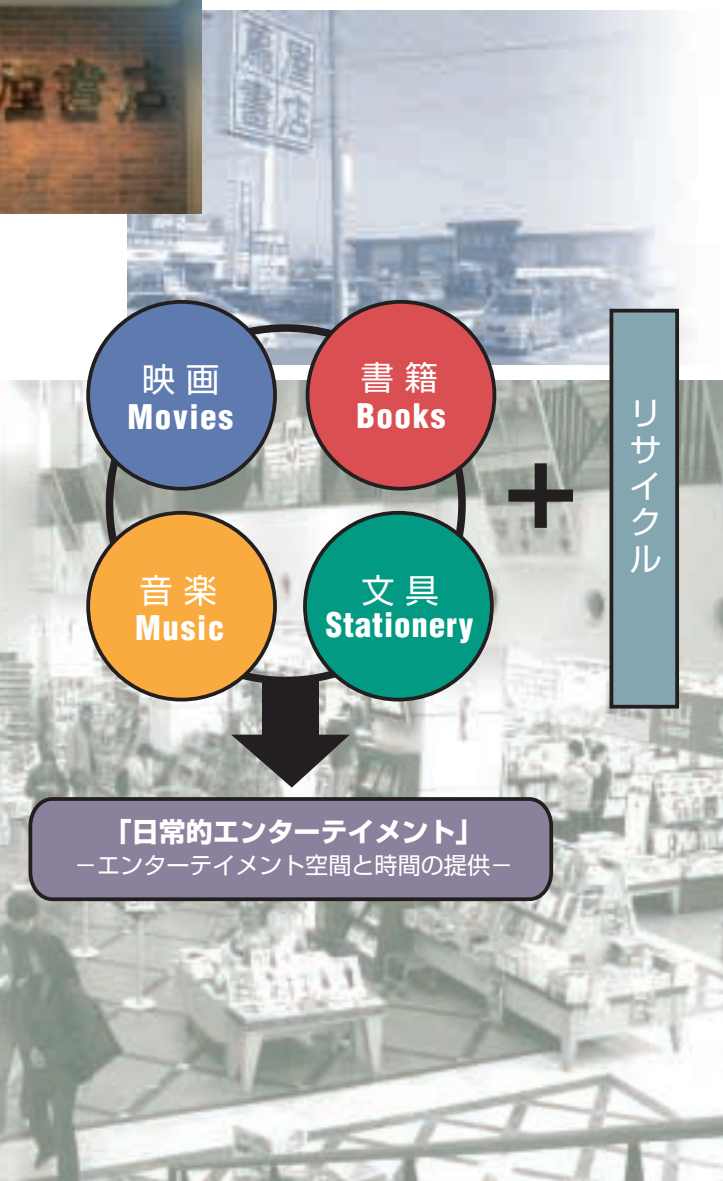 屋書店
蔦屋
書店
映画
Movies
書籍
Books
音楽
Music
文具
Stationery
+
リサイクル
「日常的エンターテイメント」
−エンターテイメント空間と時間の提供−